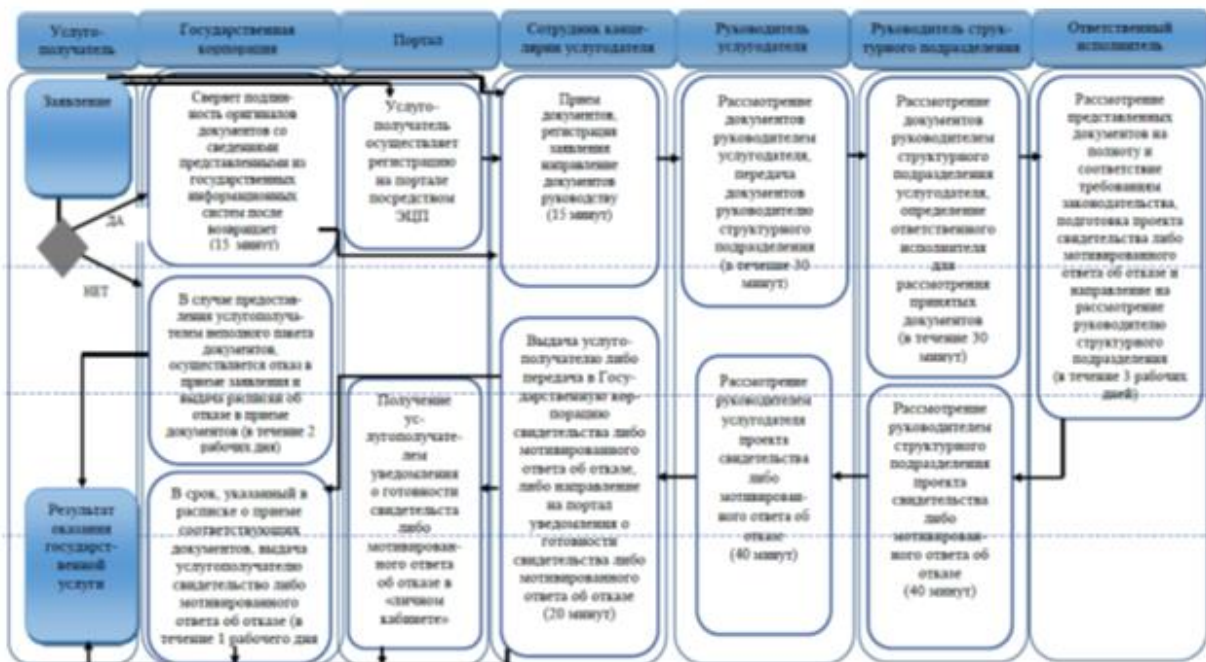 Услуго-
получатель
Государственная
корпорация
Портал
Сотрудник канце-
лярии услугодателя
Руководитель
услугодателя
Руководитель струк-
турного подразделения
Ответственный
исполнитель
Заявление
ДА
НЕТ
Результат
оказания
государст-
венной
услуги
Сверяет подлин-
ность оригиналов
документов со
сведениями
представленными из
государственных
информационных
систем после
возвращает
(15 минут)
В случае предостав-
ления услугополуча-
телем неполного пакета
документов,
осуществляется отказ в
приеме заявления и
выдача расписки об
отказе в приеме
документов (в течение 2
рабочих дня)
В срок, указанный в
расписке о приеме
соответствующих
документов, выдача
услугополучателю
свидетельство либо
мотивированного
ответа об отказе (в
течение 1 рабочего дня
Услуго-
получатель
осуществляет
регистрацию
на портале
посредством
ЭЦП
Получение
ус-
лугополучате-
лем
уведомления
о готовности
свидетельста
либо
мотивирован-
ного ответа
об отказе в
«личном
кабинете»
Прием
документов,
регистрация
заявления
направление
документов
руководству
(15 минут)
Выдача услуго-
получателю либо
передача в Госу-
дарственную кор-
порацию
свидетельства либо
мотивированного
ответа об отказе,
либо направление
на портал
уведомления о
готовности
свидетельства либо
мотивированного
ответа об отказе
(20 минут)
Рассмотрение
документов
руководителем
услугодателя,
передача
документов
руководителю
структурного
подразделения
(в течение 30
минут)
Рассмотрение
руководителем
услугодателя
проекта
свидетельства
либо
мотивирован-
ного ответа об
отказе
(40 минут)
Рассмотрение
документов
руководителем
структурного
подразделения
услугодателя,
определение
ответственного
исполнителя
для
рассмотрения
принятых
документов
(в течение 30
минут)
Рассмотрение
руководителем
структурного
подразделения
проекта
свидетельства
либо
мотивирован-
ного ответа об
отказе
(40 минут)
Рассмотрение
представленных
документов на
полноту и
соответствие
требованиям
законодательства,
подготовка проекта
свидетельства либо
мотивированного
ответа об отказе и
направление на
рассмотрение
руководителю
структурного
подразделения
(в течение 3 рабочих
дней)